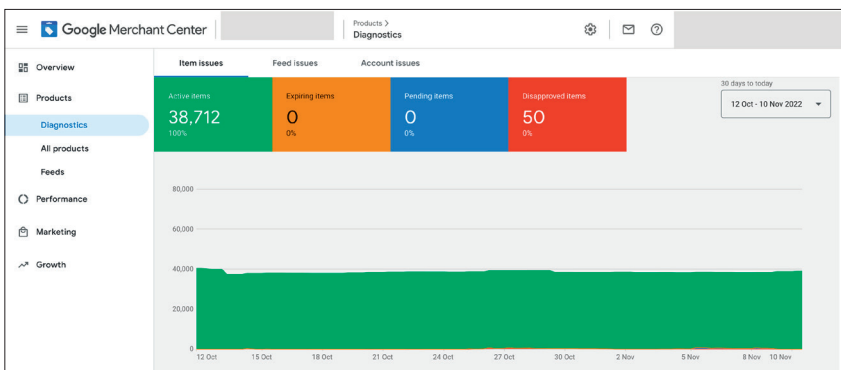 Google Merchant Center
Products >
Diagnostics
Overview
Products
Diagnostics
All products
Feeds
Performance
Marketing
Growth
Item issues
Feed issues
Account issues
Active items
38,712
100%
Expiring items
0
0%
Pending items
0
0%
Disapproved items
50
0%
30 days to today
12 Oct - 10 Nov 2022
80,000
60,000
40,000
20,000
0
12 Oct 15 Oct 18 Oct 21 Oct 24 Oct 27 Oct 30 Oct 2 Nov 5 Nov 8 Nov 10 Nov